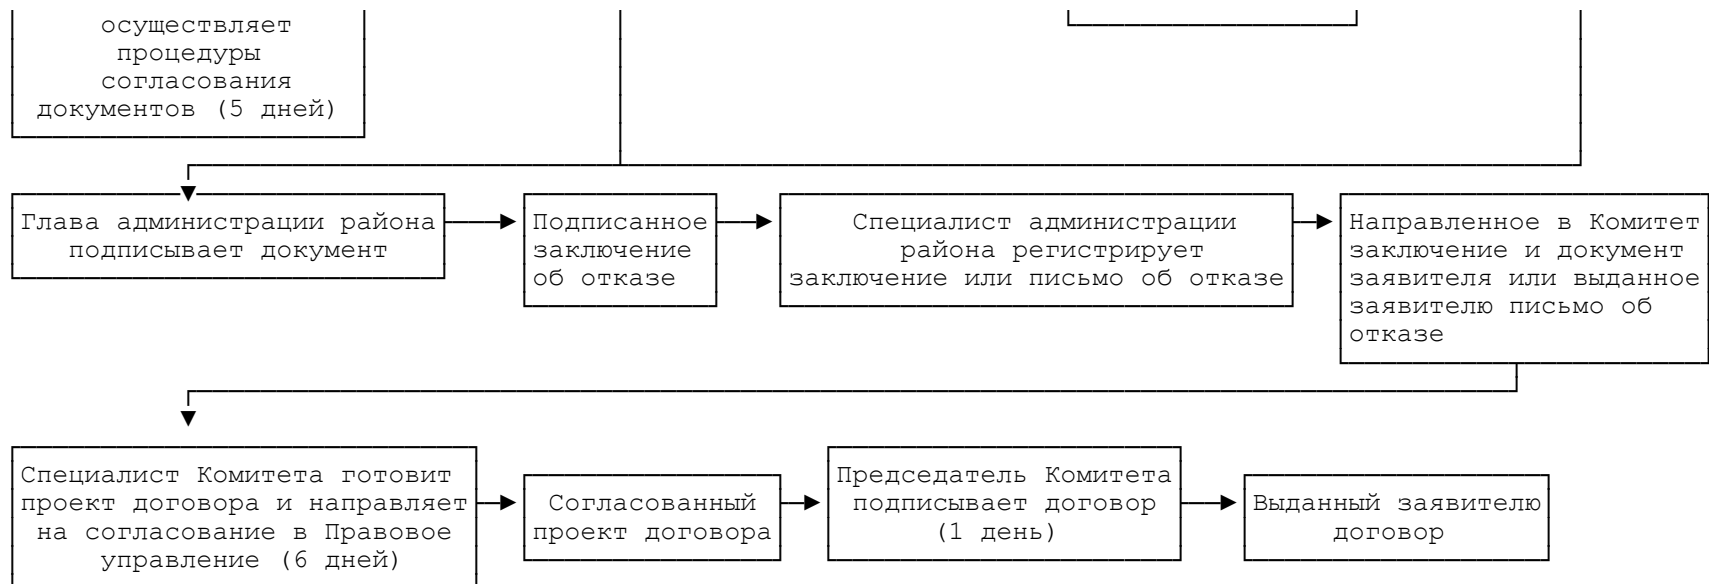 осуществляет
процедуры
согласования
документов (5 дней)
Глава администрации района
подписывает документ
Подписанное
заключение
об отказе
Специалист администрации
района регистрирует
заключение или письмо об отказе
Направленное в Комитет
заключение и документ
заявителя или выданное
заявителю письмо об
отказе
Специалист Комитета готовит
проект договора и направляет
на согласование в Правовое
управление (6 дней)
Согласованный
проект договора
Председатель Комитета
подписывает договор
(1 день)
Выданный заявителю
договор